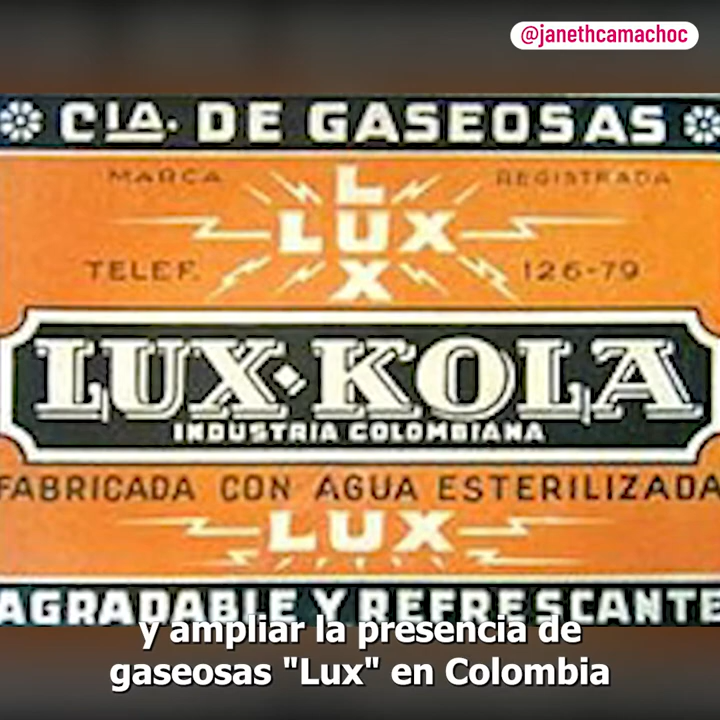 @janethcamachoc
CIA. DE GASEOSAS
MARCA REGISTRADA
L
LUX
X
TELEF. 126-79
LUX·KOLA
INDUSTRIA COLOMBIANA
FABRICADA CON AGUA ESTERILIZADA
LUX
AGRADABLE Y REFRESCANTE
y ampliar la presencia de
gaseosas "Lux" en Colombia